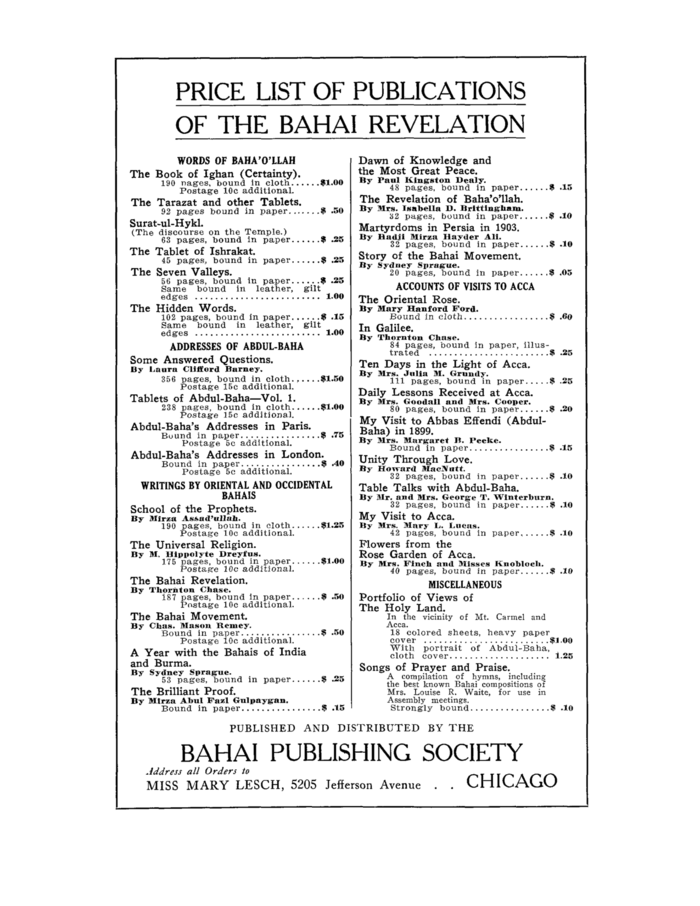 PRICE LIST OF PUBLICATIONS
OF THE BAHAI REVELATION
WORDS OF BAHA'O'LLAH
The Book of Ighan (Certainty).
190 pages, bound in cloth......$1.00
Postage 10c additional.
The Tarazat and other Tablets.
92 pages bound in paper.......$ .50
Surat-ul-Hykl.
(The discourse on the Temple.)
63 pages, bound in paper......$ .25
The Tablet of Ishrakat.
45 pages, bound in paper......$ .25
The Seven Valleys.
56 pages, bound in paper......$ .25
Same bound in leather, gilt
edges ........................ 1.00
The Hidden Words.
102 pages, bound in paper......$ .15
Same bound in leather, gilt
edges ........................ 1.00
ADDRESSES OF ABDUL-BAHA
Some Answered Questions.
By Laura Clifford Barney.
356 pages, bound in cloth......$1.50
Postage 15c additional.
Tablets of Abdul-Baha—Vol. 1.
238 pages, bound in cloth......$1.00
Postage 15c additional.
Abdul-Baha's Addresses in Paris.
Bound in paper...............$ .75
Postage 5c additional.
Abdul-Baha's Addresses in London.
Bound in paper...............$ .40
Postage 5c additional.
WRITINGS BY ORIENTAL AND OCCIDENTAL
BAHAIS
School of the Prophets.
By Mirza Assad'ullah.
190 pages, bound in cloth......$1.25
Postage 10c additional.
The Universal Religion.
By M. Hippolyte Dreyfus.
175 pages, bound in paper......$1.00
Postage 10c additional.
The Bahai Revelation.
By Thornton Chase.
187 pages, bound in paper......$ .50
Postage 10c additional.
The Bahai Movement.
By Chas. Mason Remey.
Bound in paper...............$ .50
Postage 10c additional.
A Year with the Bahais of India
and Burma.
By Sydney Sprague.
53 pages, bound in paper......$ .25
The Brilliant Proof.
By Mirza Abul Fazl Gulpaygan.
Bound in paper...............$ .15
Dawn of Knowledge and
the Most Great Peace.
By Paul Kingston Dealy.
48 pages, bound in paper......$ .15
The Revelation of Baha'o'llah.
By Mrs. Isabella D. Brittingham.
32 pages, bound in paper......$ .10
Martyrdoms in Persia in 1903.
By Hadji Mirza Hayder Ali.
32 pages, bound in paper......$ .10
Story of the Bahai Movement.
By Sydney Sprague.
20 pages, bound in paper......$ .05
ACCOUNTS OF VISITS TO ACCA
The Oriental Rose.
By Mary Hanford Ford.
Bound in cloth................$ .60
In Galilee.
By Thornton Chase.
84 pages, bound in paper, illus-
trated .......................$ .25
Ten Days in the Light of Acca.
By Mrs. Julia M. Grundy.
111 pages, bound in paper.....$ .25
Daily Lessons Received at Acca.
By Mrs. Goodall and Mrs. Cooper.
80 pages, bound in paper......$ .20
My Visit to Abbas Effendi (Abdul-
Baha) in 1899.
By Mrs. Margaret B. Peeke.
Bound in paper...............$ .15
Unity Through Love.
By Howard MacNutt.
32 pages, bound in paper......$ .10
Table Talks with Abdul-Baha.
By Mr. and Mrs. George T. Winterburn.
32 pages, bound in paper......$ .10
My Visit to Acca.
By Mrs. Mary L. Lucas.
42 pages, bound in paper......$ .10
Flowers from the
Rose Garden of Acca.
By Mrs. Finch and Misses Knobloch.
40 pages, bound in paper......$ .10
MISCELLANEOUS
Portfolio of Views of
The Holy Land.
In the vicinity of Mt. Carmel and
Acca.
18 colored sheets, heavy paper
cover ........................$1.00
With portrait of Abdul-Baha,
cloth cover................... 1.25
Songs of Prayer and Praise.
A compilation of hymns, including
the best known Bahai compositions of
Mrs. Louise R. Waite, for use in
Assembly meetings.
Strongly bound...............$ .10
PUBLISHED AND DISTRIBUTED BY THE
BAHAI PUBLISHING SOCIETY
Address all Orders to
MISS MARY LESCH, 5205 Jefferson Avenue . . CHICAGO